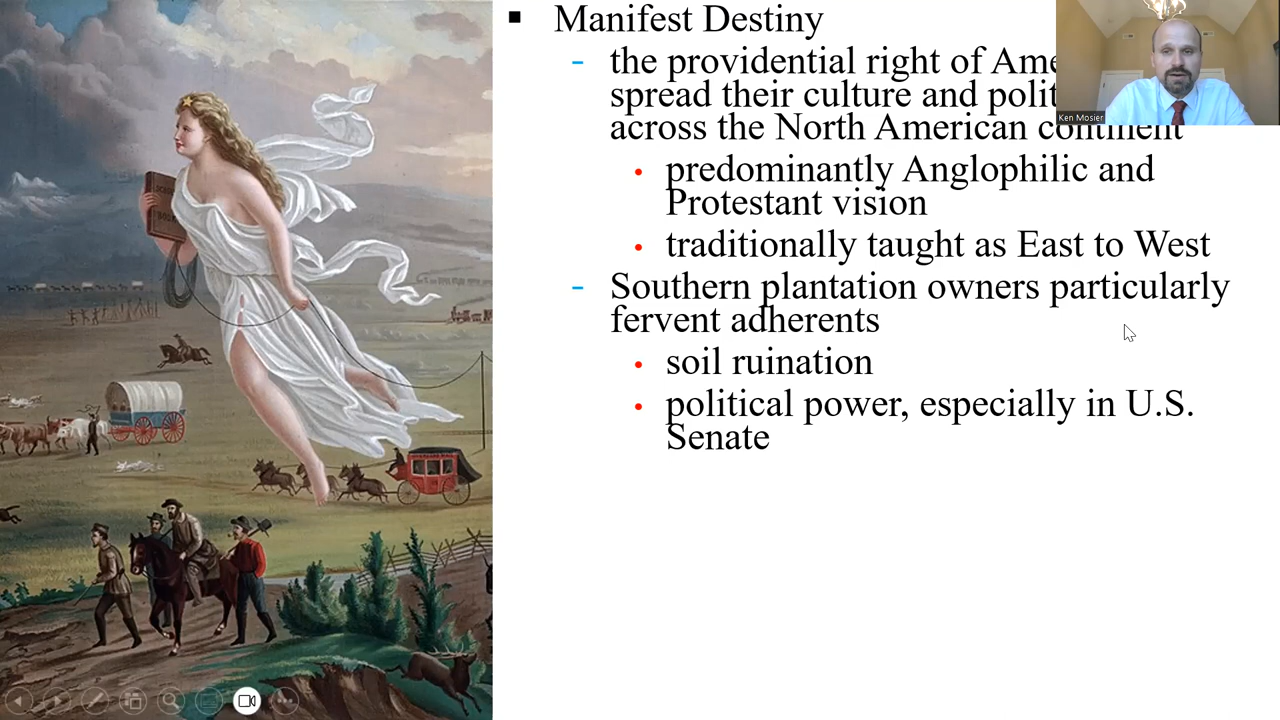 Manifest Destiny
- the providential right of Ame
spread their culture and polit
across the North American continent
• predominantly Anglophilic and
Protestant vision
• traditionally taught as East to West
- Southern plantation owners particularly
fervent adherents
• soil ruination
• political power, especially in U.S.
Senate
Ken Mosier